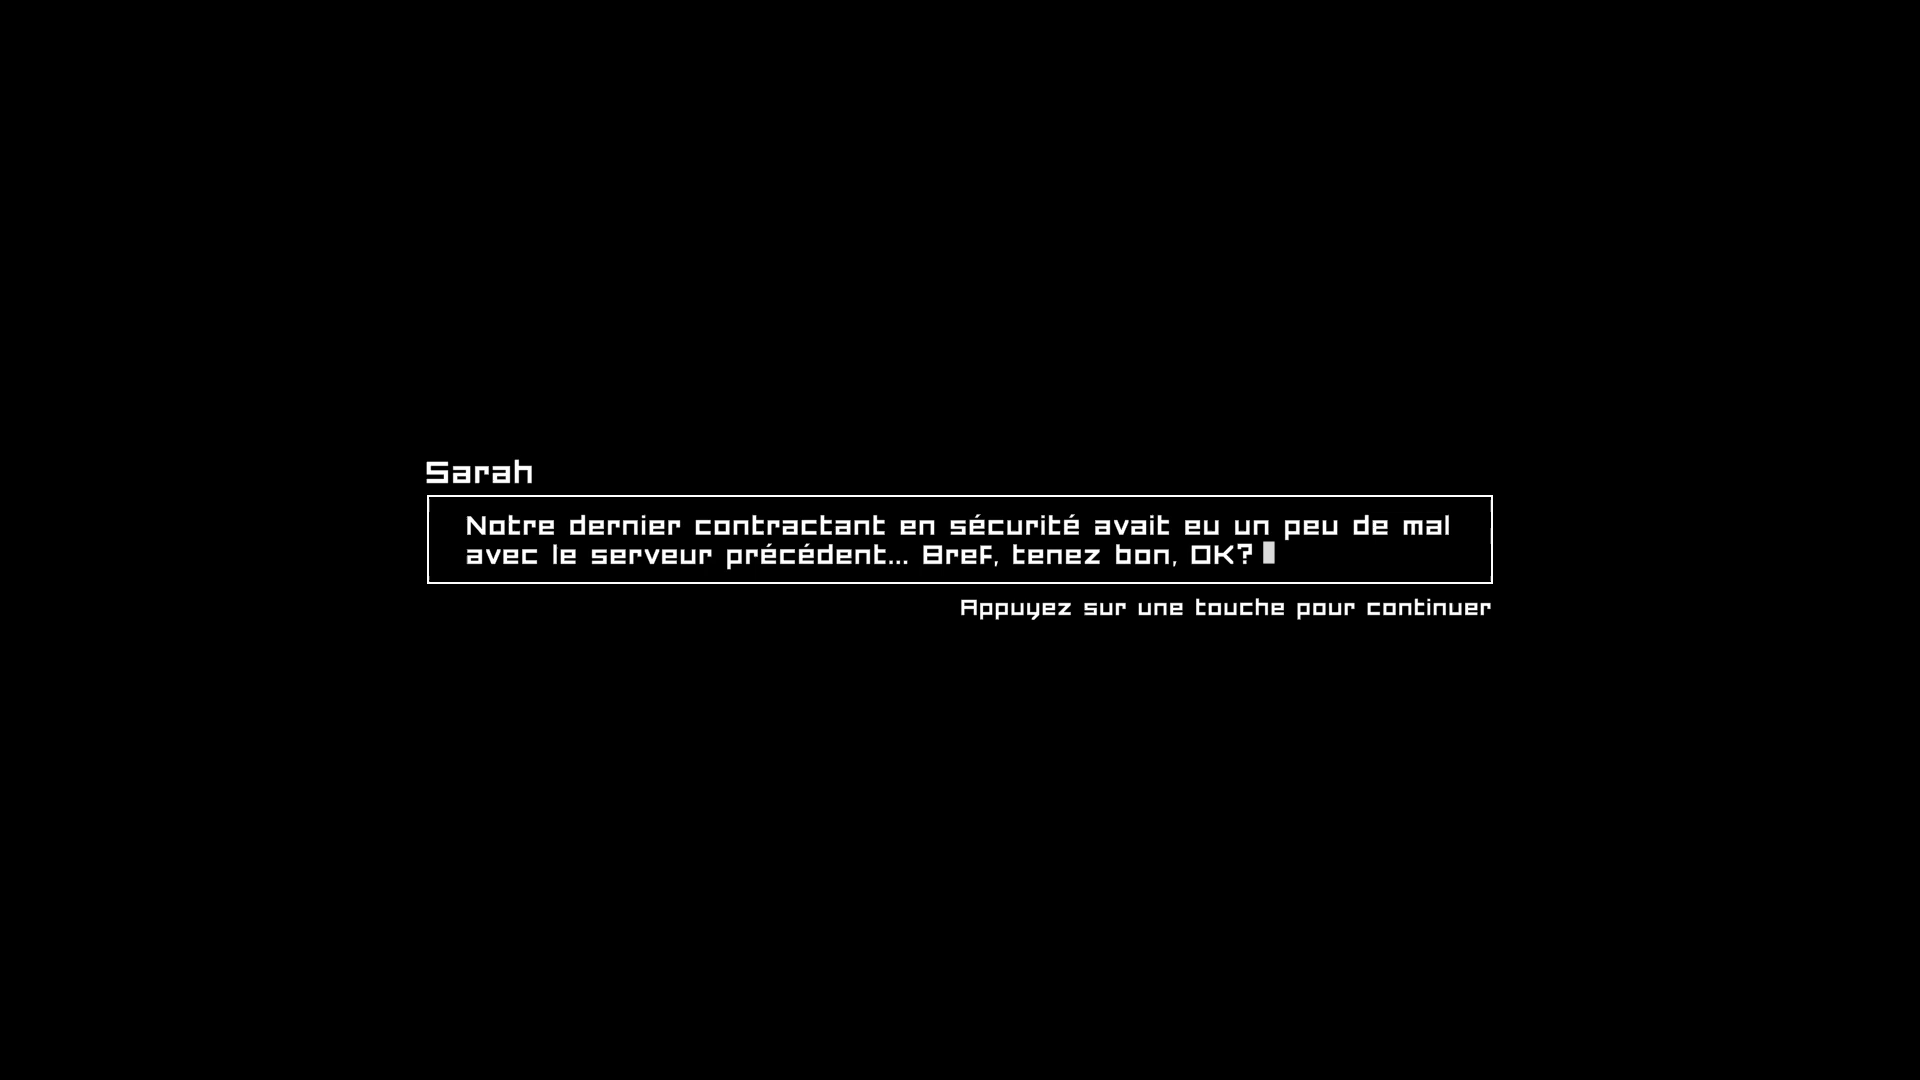 Sarah
Notre dernier contractant en sécurité avait eu un peu de mal
avec le serveur précédent... Bref, tenez bon, OK?
Appuyez sur une touche pour continuer